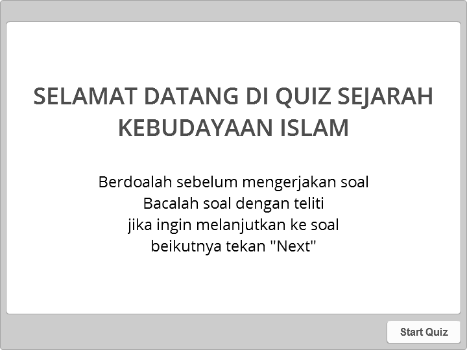 SELAMAT DATANG DI QUIZ SEJARAH
KEBUDAYAAN ISLAM
Berdoalah sebelum mengerjakan soal
Bacalah soal dengan teliti
jika ingin melanjutkan ke soal
beikutnya tekan "Next"
Start Quiz